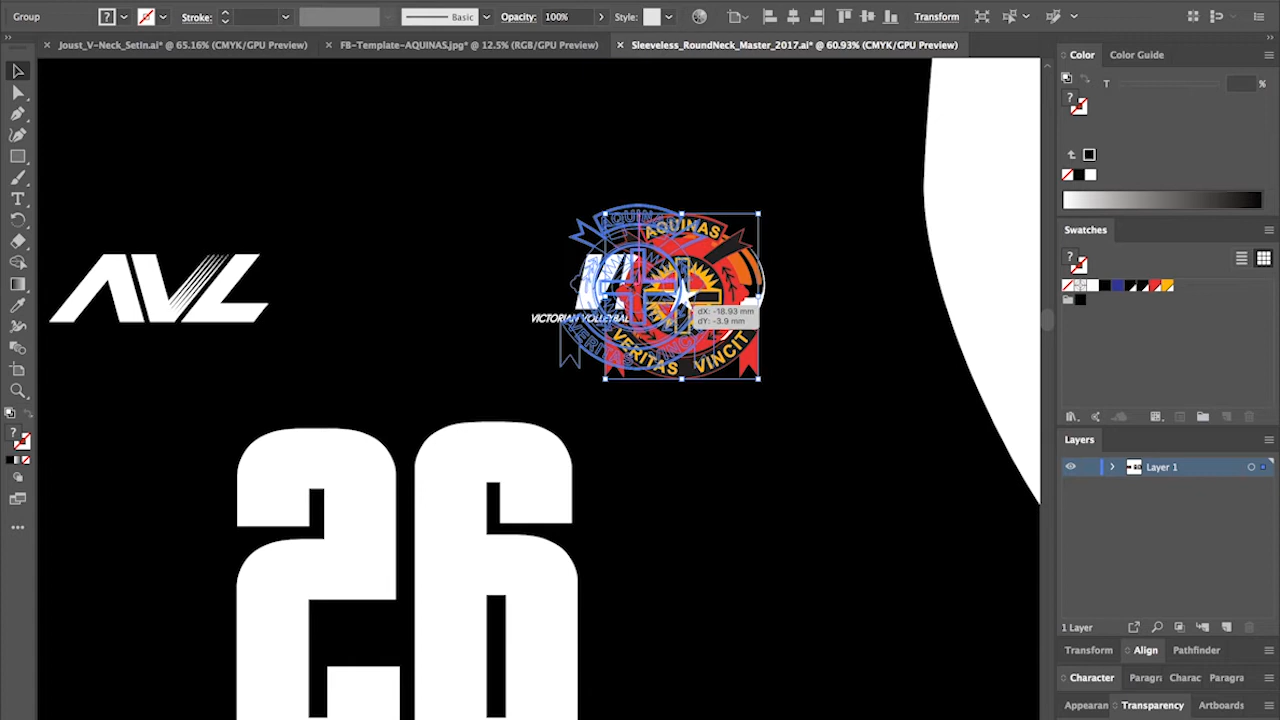 Group
Stroke:
Basic
Opacity: 100%
Style:
Transform
Joust_V-Neck_SetIn.ai* @ 65.16% (CMYK/GPU Preview)
FB-Template-AQUINAS.jpg* @ 12.5% (RGB/GPU Preview)
Sleeveless_RoundNeck_Master_2017.ai* @ 60.93% (CMYK/GPU Preview)
Color
Color Guide
T
%
Swatches
AQUINAS
AVL
VICTORIAN VOLLEYBAL
dX: -18.93 mm
dY: -3.9 mm
VERITAS VINCIT
26
Layers
Layer 1
1 Layer
Transform
Align
Pathfinder
Character
Paragr
Charac
Paragra
Appearan
Transparency
Artboards